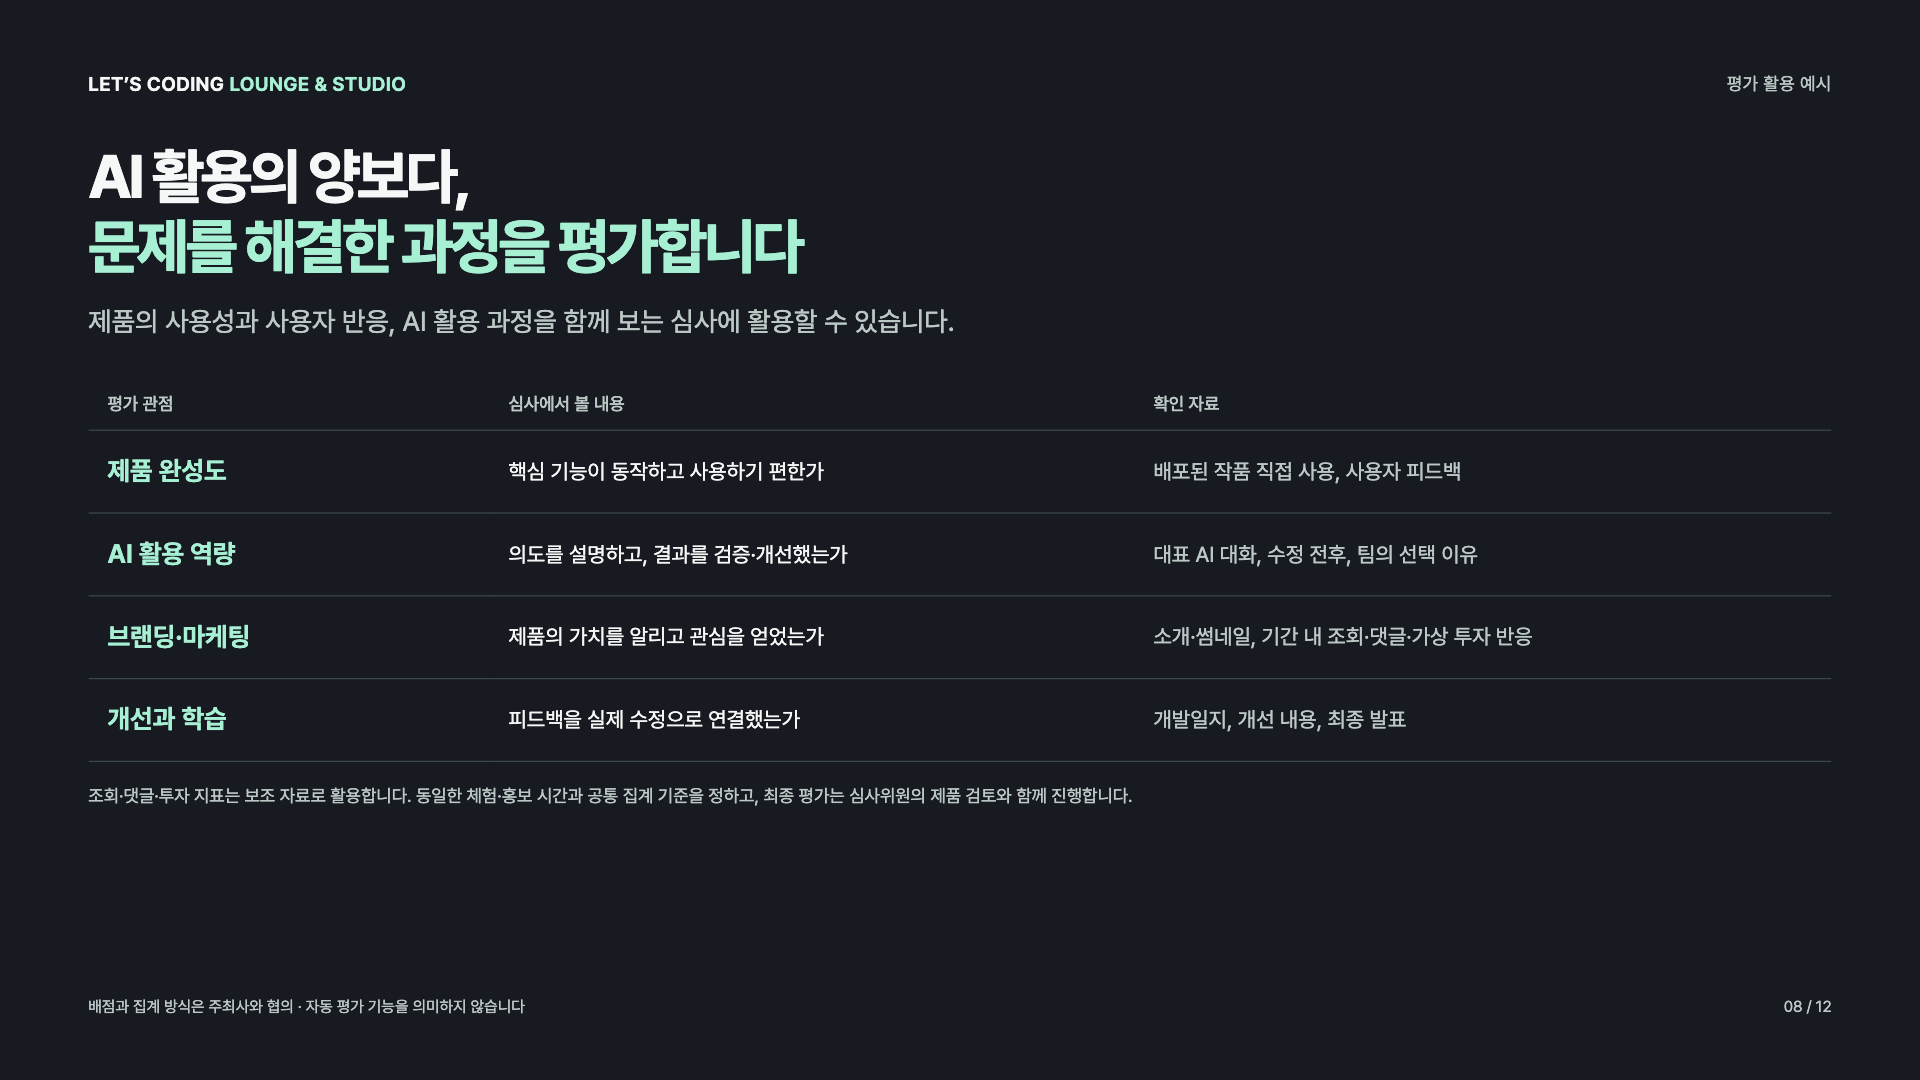 LET’S CODING LOUNGE & STUDIO
평가 활용 예시
AI 활용의 양보다,
문제를 해결한 과정을 평가합니다
제품의 사용성과 사용자 반응, AI 활용 과정을 함께 보는 심사에 활용할 수 있습니다.
평가 관점 심사에서 볼 내용 확인 자료
제품 완성도 핵심 기능이 동작하고 사용하기 편한가 배포된 작품 직접 사용, 사용자 피드백
AI 활용 역량 의도를 설명하고, 결과를 검증·개선했는가 대표 AI 대화, 수정 전후, 팀의 선택 이유
브랜딩·마케팅 제품의 가치를 알리고 관심을 얻었는가 소개·썸네일, 기간 내 조회·댓글·가상 투자 반응
개선과 학습 피드백을 실제 수정으로 연결했는가 개발일지, 개선 내용, 최종 발표
조회·댓글·투자 지표는 보조 자료로 활용합니다. 동일한 체험·홍보 시간과 공통 집계 기준을 정하고, 최종 평가는 심사위원의 제품 검토와 함께 진행합니다.
배점과 집계 방식은 주최사와 협의 · 자동 평가 기능을 의미하지 않습니다
08 / 12